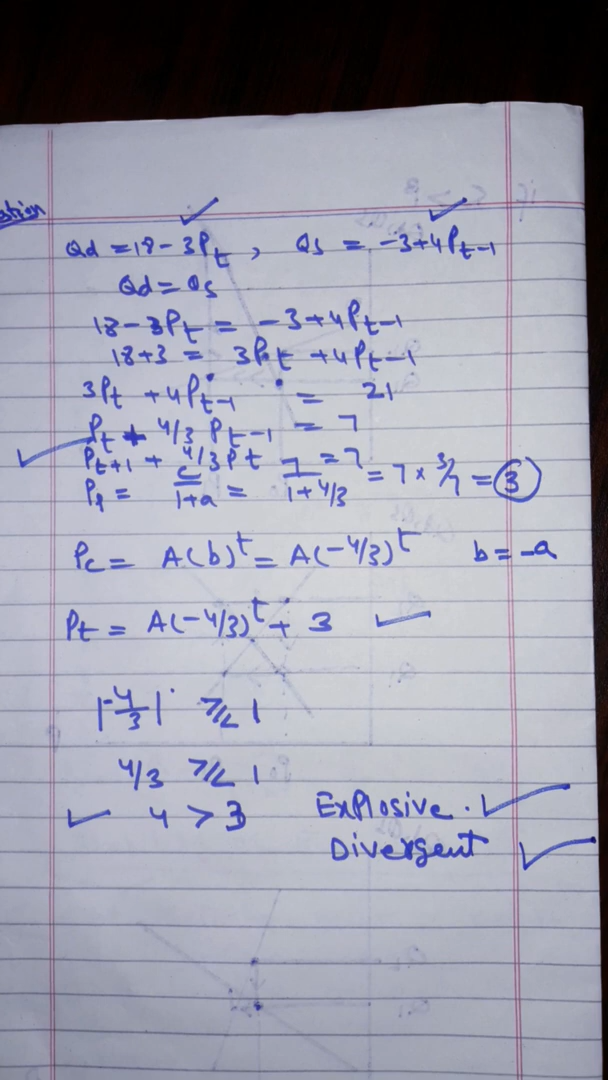 ation
Qd = 18 - 3Pt , Qs = -3+4Pt-1
Qd = Qs
18 - 3Pt = -3+4Pt-1
18+3 = 3Pt + 4Pt-1
3Pt + 4Pt-1 = 21
Pt + 4/3 Pt-1 = 7
Pt+1 + 4/3 Pt = 7
= c/1+a = 7/1+4/3 = 7 × 3/7 = 3
Pc = A(b)^t = A(-4/3)^t b = -a
Pt = A(-4/3)^t + 3
|-4/3| 1
4/3 1
4 > 3 Explosive.
Divergent